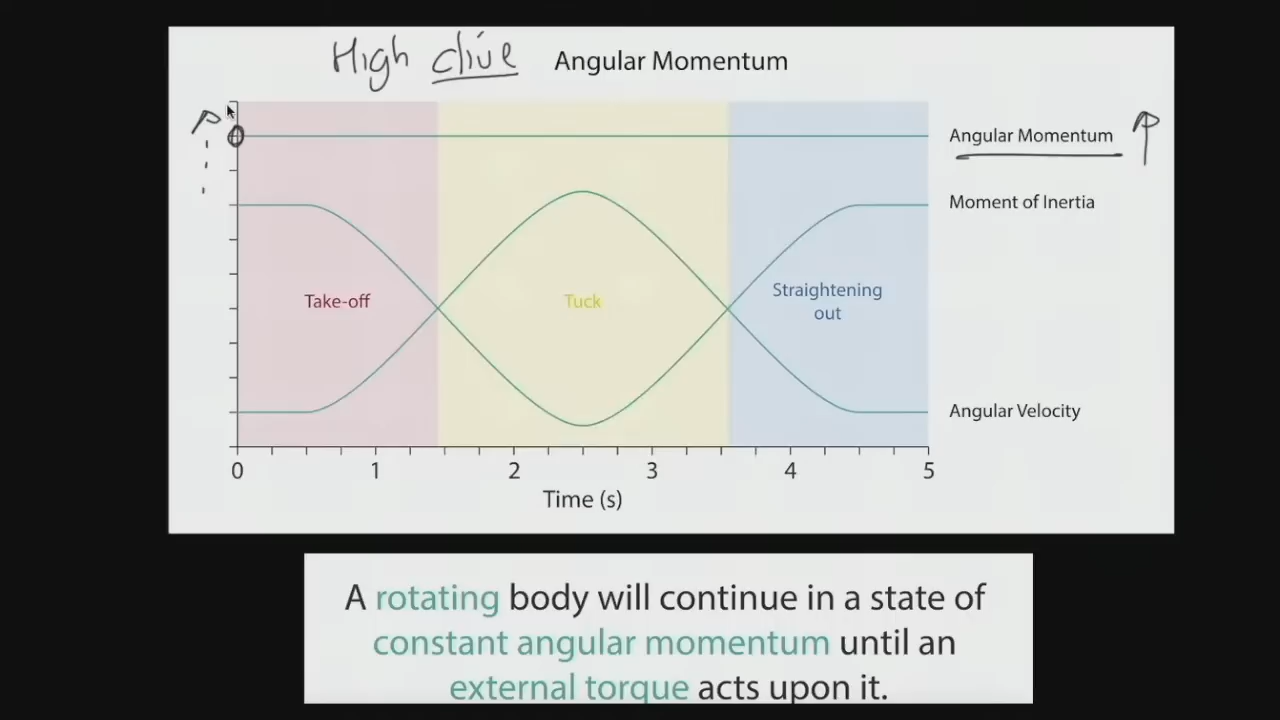 High dive
Angular Momentum
Angular Momentum
Moment of Inertia
Take-off
Tuck
Straightening
out
Angular Velocity
0 1 2 3 4 5
Time (s)
A rotating body will continue in a state of
constant angular momentum until an
external torque acts upon it.